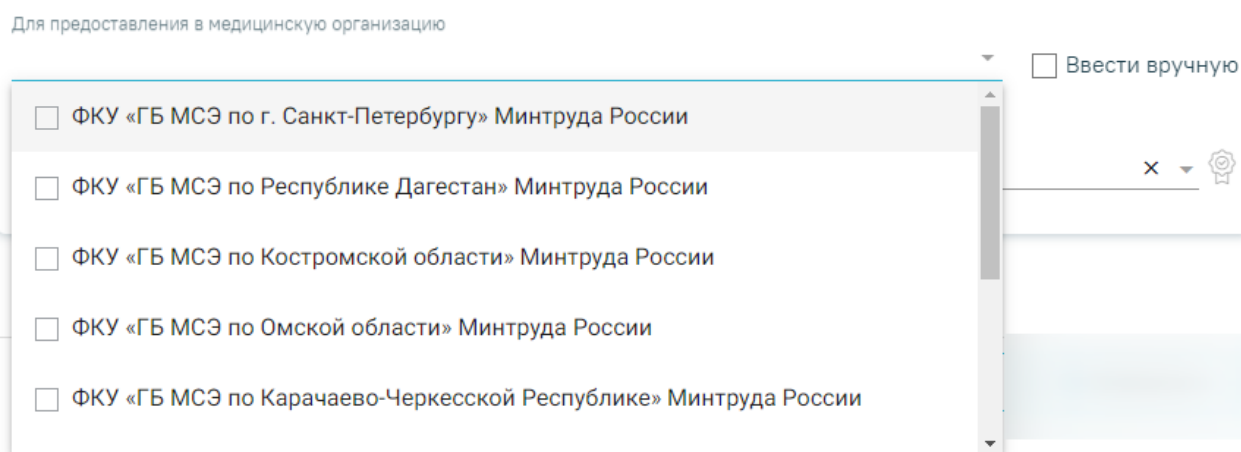 Для предоставления в медицинскую организацию
Ввести вручную
ФКУ «ГБ МСЭ по г. Санкт-Петербургу» Минтруда России
ФКУ «ГБ МСЭ по Республике Дагестан» Минтруда России
ФКУ «ГБ МСЭ по Костромской области» Минтруда России
ФКУ «ГБ МСЭ по Омской области» Минтруда России
ФКУ «ГБ МСЭ по Карачаево-Черкесской Республике» Минтруда России